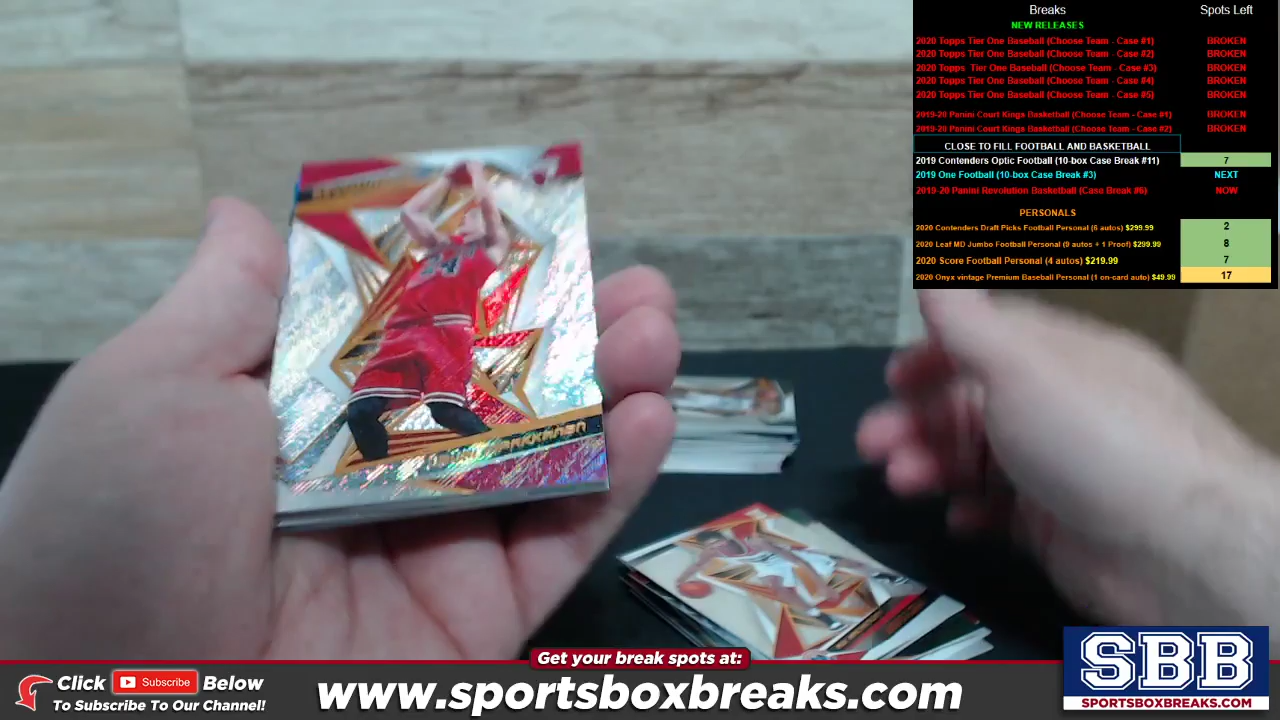 Breaks Spots Left
NEW RELEASES
2020 Topps Tier One Baseball (Choose Team - Case #1) BROKEN
2020 Topps Tier One Baseball (Choose Team - Case #2) BROKEN
2020 Topps Tier One Baseball (Choose Team - Case #3) BROKEN
2020 Topps Tier One Baseball (Choose Team - Case #4) BROKEN
2020 Topps Tier One Baseball (Choose Team - Case #5) BROKEN
2019-20 Panini Court Kings Basketball (Choose Team - Case #1) BROKEN
2019-20 Panini Court Kings Basketball (Choose Team - Case #2) BROKEN
CLOSE TO FILL FOOTBALL AND BASKETBALL
2019 Contenders Optic Football (10-box Case Break #11) 7
2019 One Football (10-box Case Break #3) NEXT
2019-20 Panini Revolution Basketball (Case Break #6) NOW
PERSONALS
2020 Contenders Draft Picks Football Personal (6 autos) $299.99 2
2020 Leaf MD Jumbo Football Personal (9 autos + 1 Proof) $299.99 8
2020 Score Football Personal (4 autos) $219.99 7
2020 Onyx vintage Premium Baseball Personal (1 on-card auto) $49.99 17
24
Get your break spots at:
Click Subscribe Below
To Subscribe To Our Channel!
www.sportsboxbreaks.com
SBB
SPORTSBOXBREAKS.COM